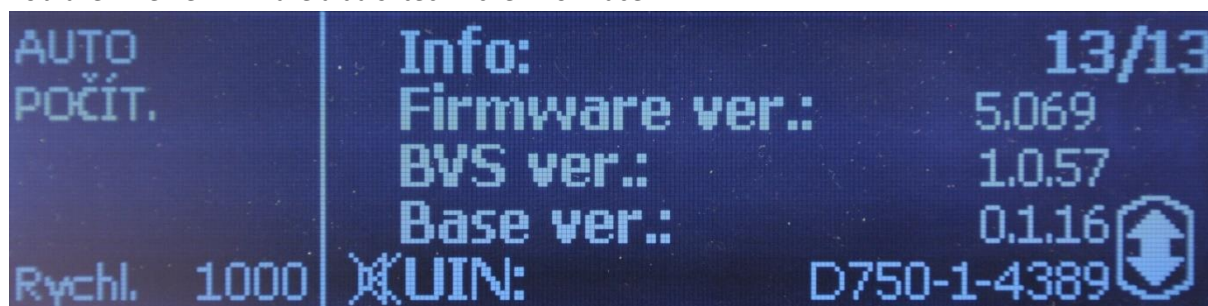 AUTO
POČÍT.
Rychl. 1000
Info: 13/13
Firmware ver.: 5.069
BVS ver.: 1.0.57
Base ver.: 0.1.16
UIN: D750-1-4389